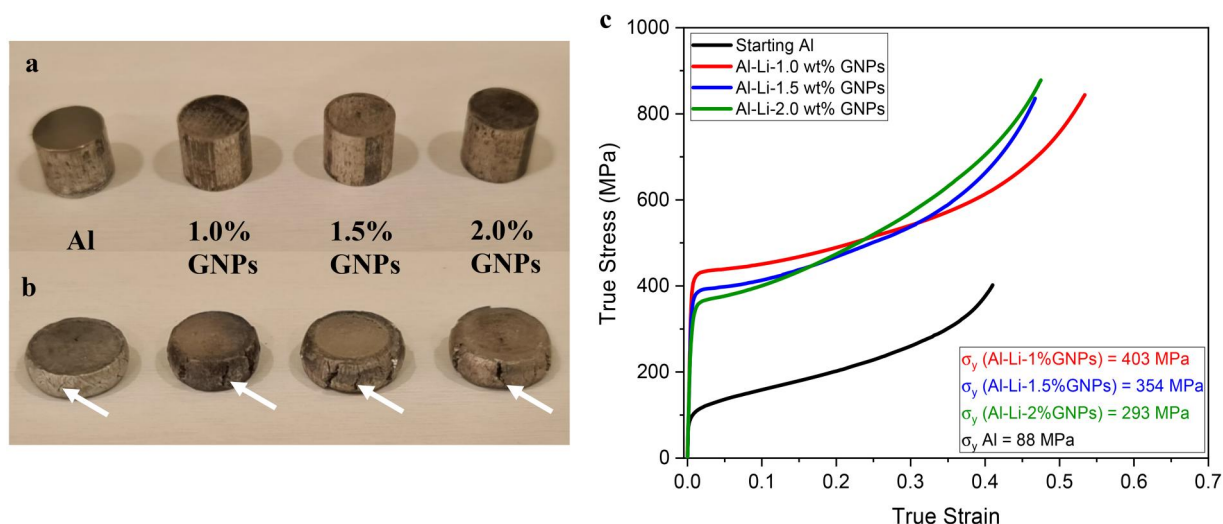 a
Al
1.0%
GNPs
1.5%
GNPs
2.0%
GNPs
b
c
True Stress (MPa)
1000
800
600
400
200
0
Starting Al
Al-Li-1.0 wt% GNPs
Al-Li-1.5 wt% GNPs
Al-Li-2.0 wt% GNPs
σy (Al-Li-1%GNPs) = 403 MPa
σy (Al-Li-1.5%GNPs) = 354 MPa
σy (Al-Li-2%GNPs) = 293 MPa
σy Al = 88 MPa
0.0 0.1 0.2 0.3 0.4 0.5 0.6 0.7
True Strain